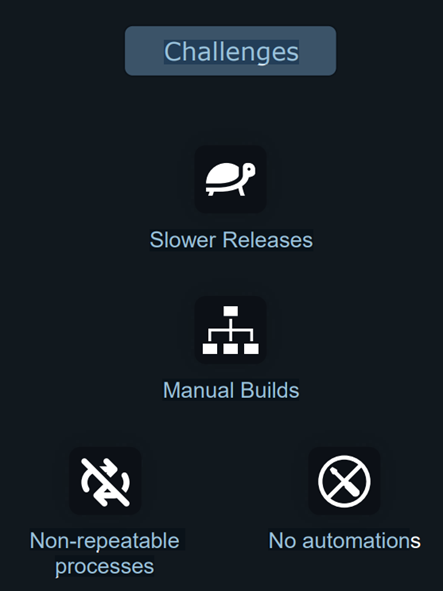 Challenges
Slower Releases
Manual Builds
Non-repeatable
processes
No automations